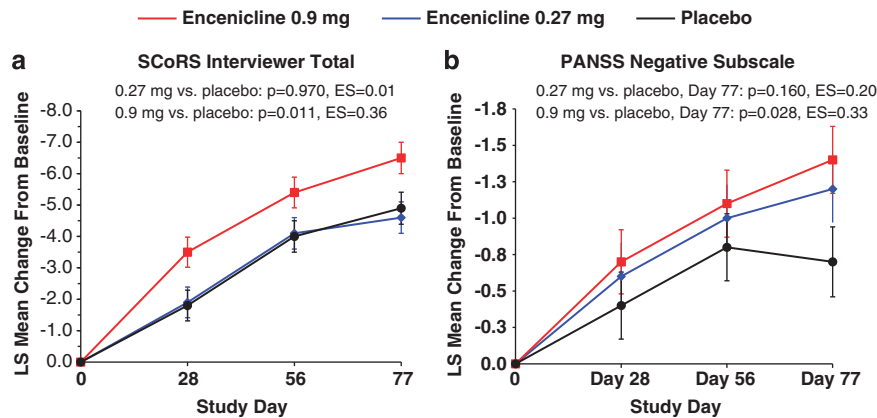 Encenicline 0.9 mg Encenicline 0.27 mg Placebo
a SCoRS Interviewer Total
0.27 mg vs. placebo: p=0.970, ES=0.01
0.9 mg vs. placebo: p=0.011, ES=0.36
LS Mean Change From Baseline
-8.0
-7.0
-6.0
-5.0
-4.0
-3.0
-2.0
-1.0
0.0
0 28 56 77
Study Day
b PANSS Negative Subscale
0.27 mg vs. placebo, Day 77: p=0.160, ES=0.20
0.9 mg vs. placebo, Day 77: p=0.028, ES=0.33
LS Mean Change From Baseline
-1.8
-1.5
-1.3
-1.0
-0.8
-0.5
-0.3
0.0
0 Day 28 Day 56 Day 77
Study Day